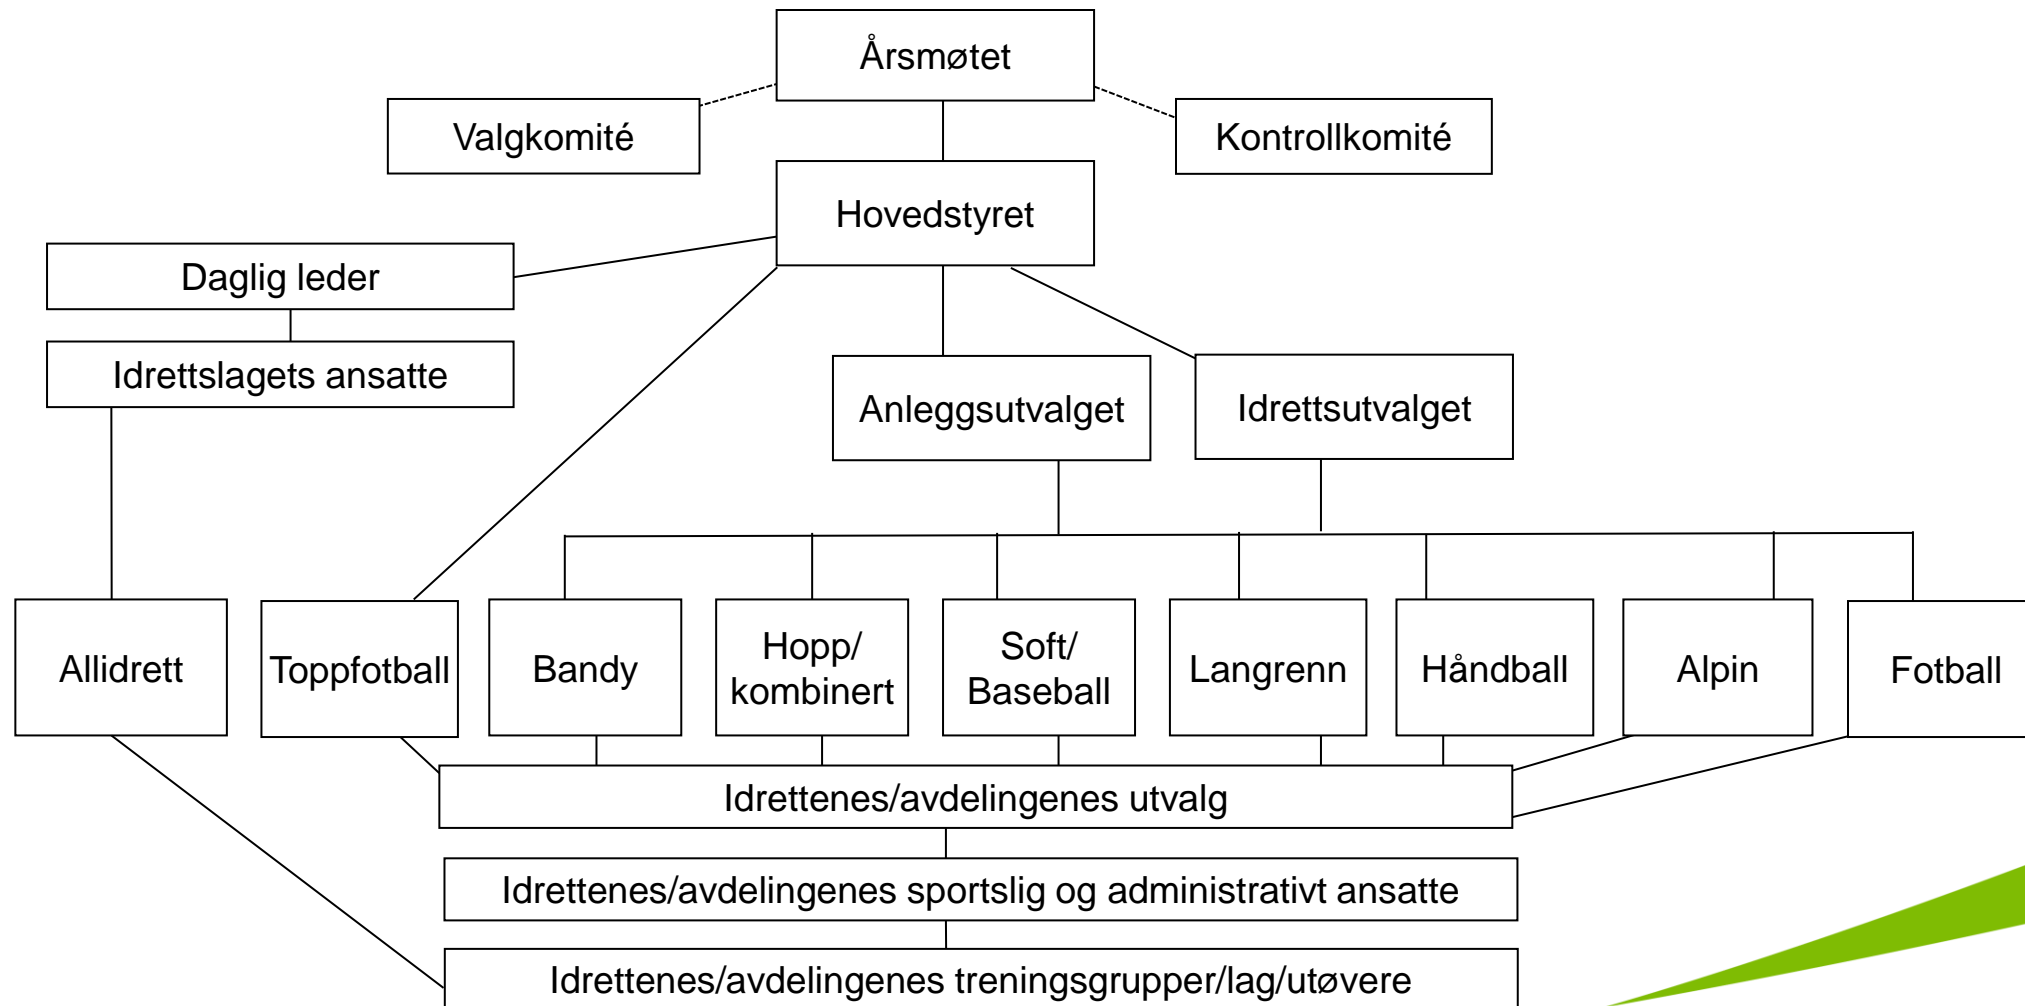 Årsmøtet
Valgkomité
Kontrollkomité
Hovedstyret
Daglig leder
Idrettslagets ansatte
Anleggsutvalget
Idrettsutvalget
Allidrett
Toppfotball
Bandy
Hopp/
kombinert
Soft/
Baseball
Langrenn
Håndball
Alpin
Fotball
Idrettenes/avdelingenes utvalg
Idrettenes/avdelingenes sportslig og administrativt ansatte
Idrettenes/avdelingenes treningsgrupper/lag/utøvere